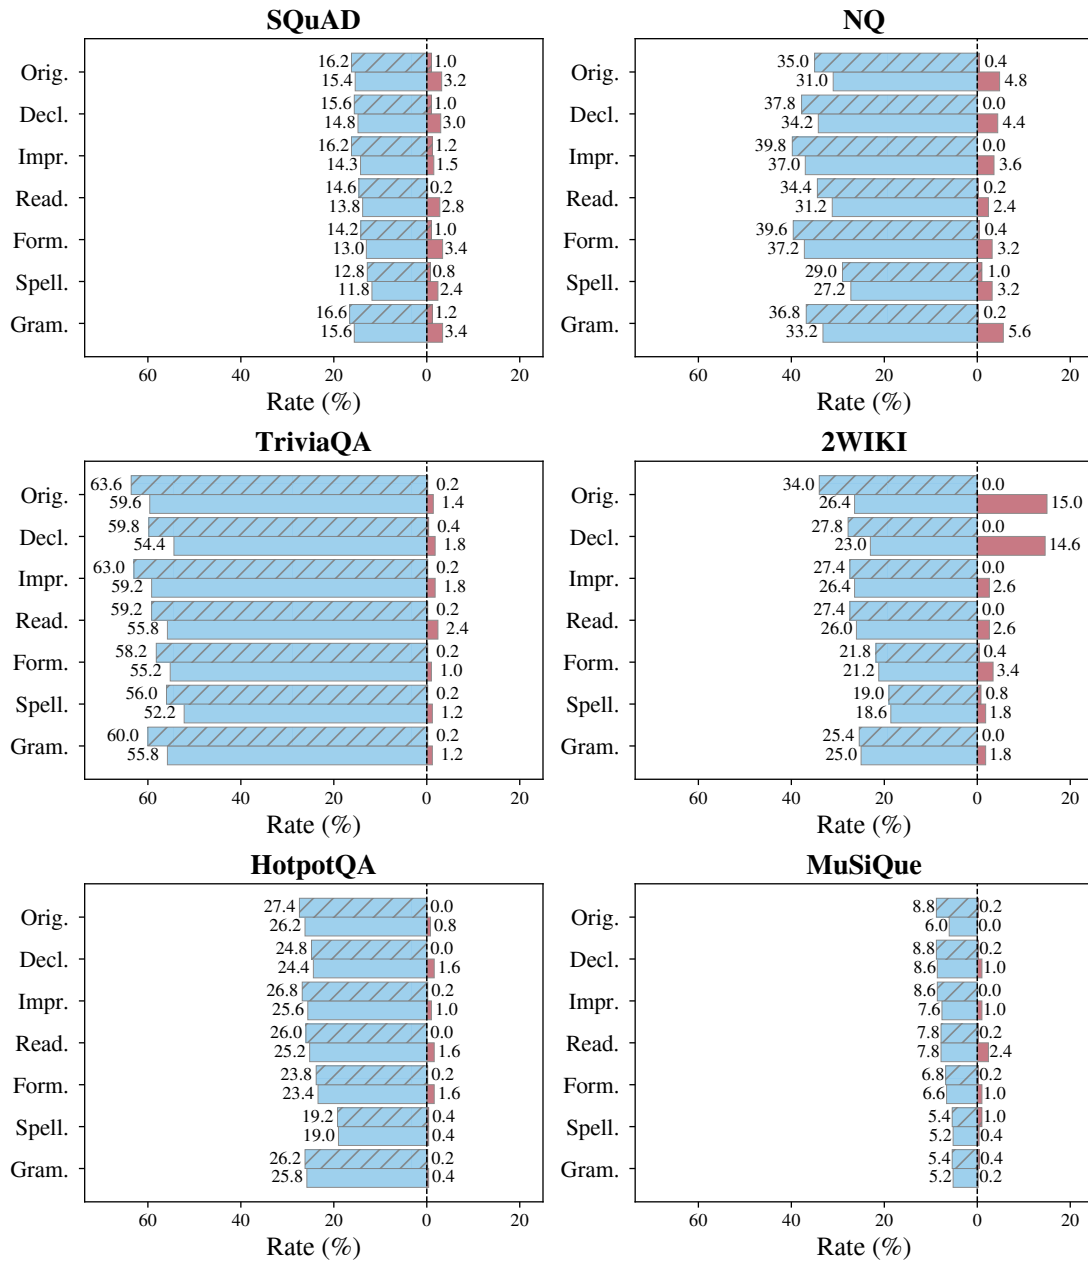 SQuAD
Orig. 16.2 1.0
15.4 3.2
Decl. 15.6 1.0
14.8 3.0
Impr. 16.2 1.2
14.3 1.5
Read. 14.6 0.2
13.8 2.8
Form. 14.2 1.0
13.0 3.4
Spell. 12.8 0.8
11.8 2.4
Gram. 16.6 1.2
15.6 3.4
60 40 20 0 20
Rate (%)
NQ
Orig. 35.0 0.4
31.0 4.8
Decl. 37.8 0.0
34.2 4.4
Impr. 39.8 0.0
37.0 3.6
Read. 34.4 0.2
31.2 2.4
Form. 39.6 0.4
37.2 3.2
Spell. 29.0 1.0
27.2 3.2
Gram. 36.8 0.2
33.2 5.6
60 40 20 0 20
Rate (%)
TriviaQA
Orig. 63.6 0.2
59.6 1.4
Decl. 59.8 0.4
54.4 1.8
Impr. 63.0 0.2
59.2 1.8
Read. 59.2 0.2
55.8 2.4
Form. 58.2 0.2
55.2 1.0
Spell. 56.0 0.2
52.2 1.2
Gram. 60.0 0.2
55.8 1.2
60 40 20 0 20
Rate (%)
2WIKI
Orig. 34.0 0.0
26.4 15.0
Decl. 27.8 0.0
23.0 14.6
Impr. 27.4 0.0
26.4 2.6
Read. 27.4 0.0
26.0 2.6
Form. 21.8 0.4
21.2 3.4
Spell. 19.0 0.8
18.6 1.8
Gram. 25.4 0.0
25.0 1.8
60 40 20 0 20
Rate (%)
HotpotQA
Orig. 27.4 0.0
26.2 0.8
Decl. 24.8 0.0
24.4 1.6
Impr. 26.8 0.2
25.6 1.0
Read. 26.0 0.0
25.2 1.6
Form. 23.8 0.2
23.4 1.6
Spell. 19.2 0.4
19.0 0.4
Gram. 26.2 0.2
25.8 0.4
60 40 20 0 20
Rate (%)
MuSiQue
Orig. 8.8 0.2
6.0 0.0
Decl. 8.8 0.2
8.6 1.0
Impr. 8.6 0.0
7.6 1.0
Read. 7.8 0.2
7.8 2.4
Form. 6.8 0.2
6.6 1.0
Spell. 5.4 1.0
5.2 0.4
Gram. 5.4 0.4
5.2 0.2
60 40 20 0 20
Rate (%)